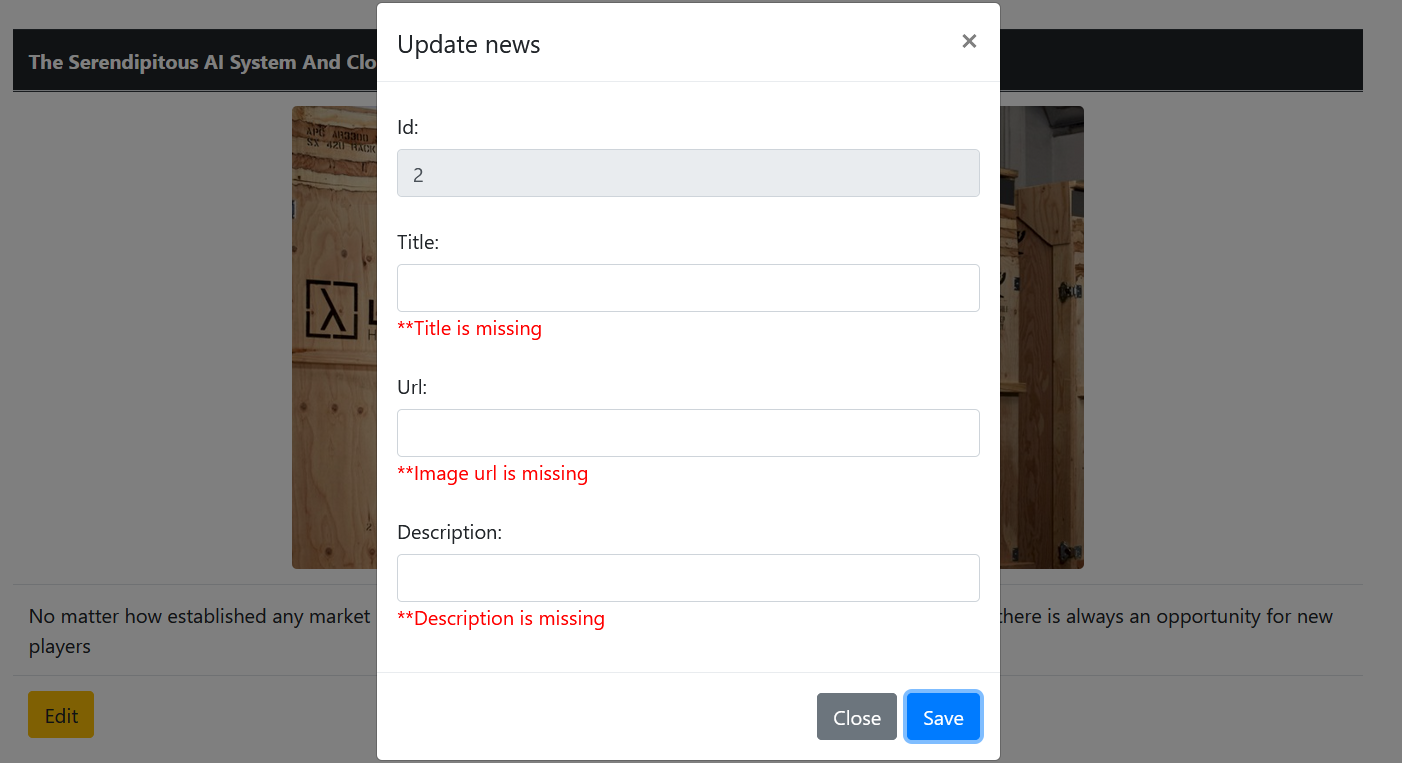 Update news
×
The Serendipitous AI System And Clo
Id:
2
Title:
**Title is missing
Url:
**Image url is missing
Description:
**Description is missing
No matter how established any market
there is always an opportunity for new
players
Edit
Close
Save